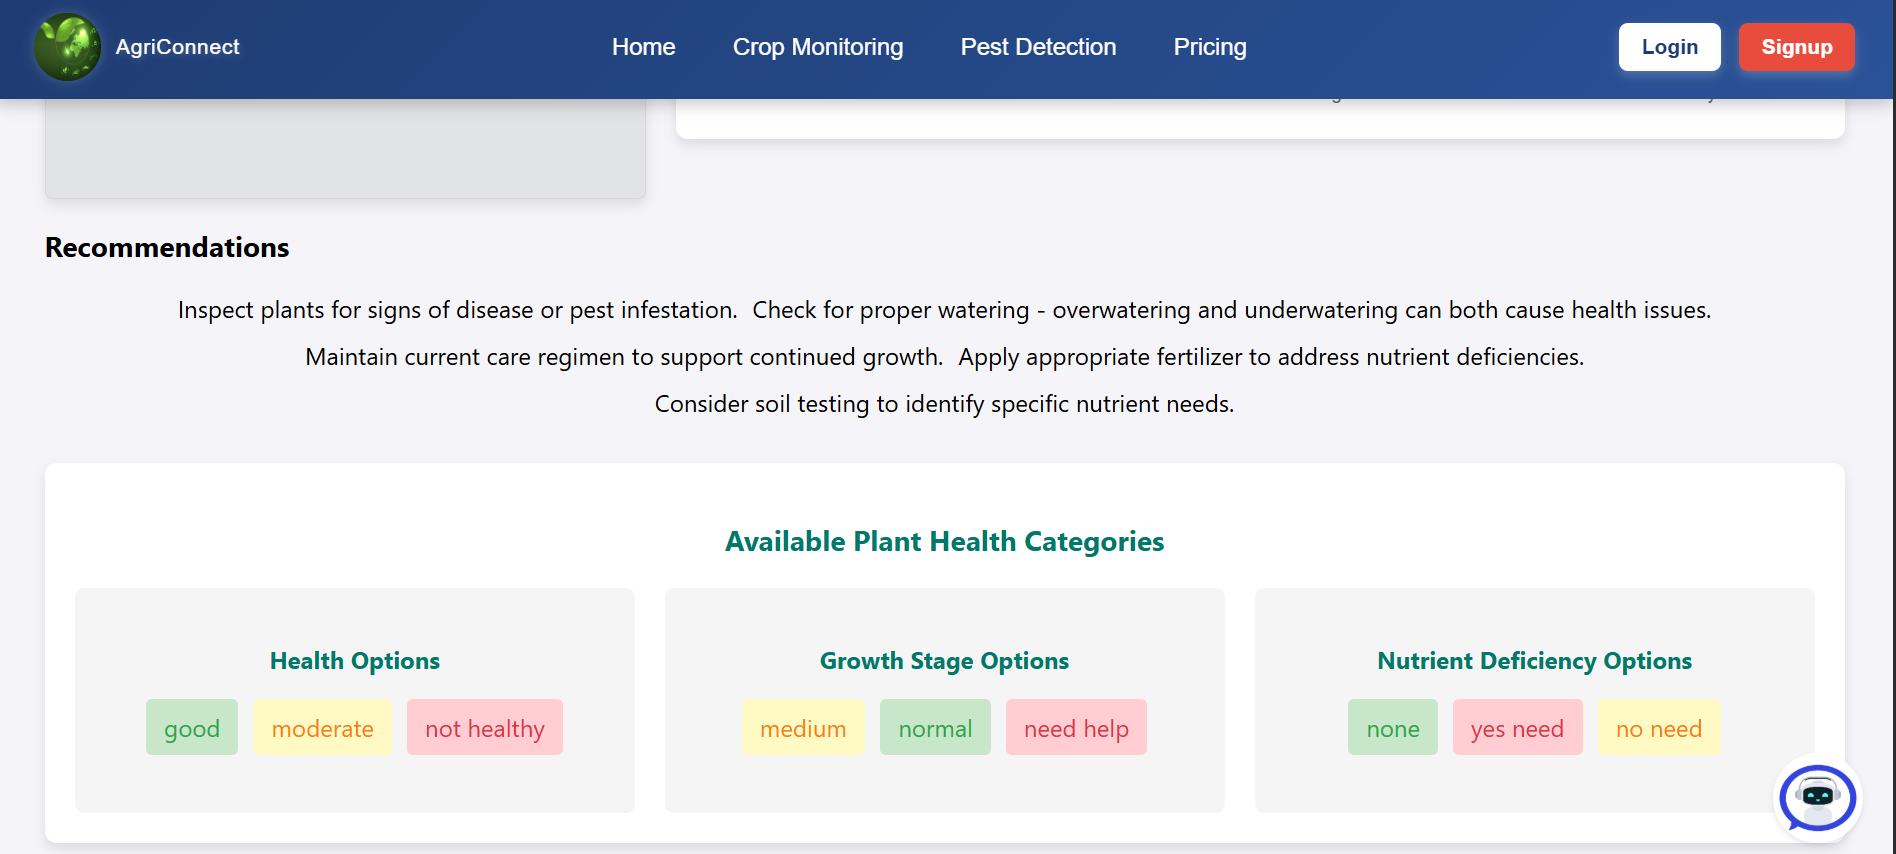 AgriConnect
Home
Crop Monitoring
Pest Detection
Pricing
Login
Signup
Recommendations
Inspect plants for signs of disease or pest infestation. Check for proper watering - overwatering and underwatering can both cause health issues.
Maintain current care regimen to support continued growth. Apply appropriate fertilizer to address nutrient deficiencies.
Consider soil testing to identify specific nutrient needs.
Available Plant Health Categories
Health Options
good
moderate
not healthy
Growth Stage Options
medium
normal
need help
Nutrient Deficiency Options
none
yes need
no need